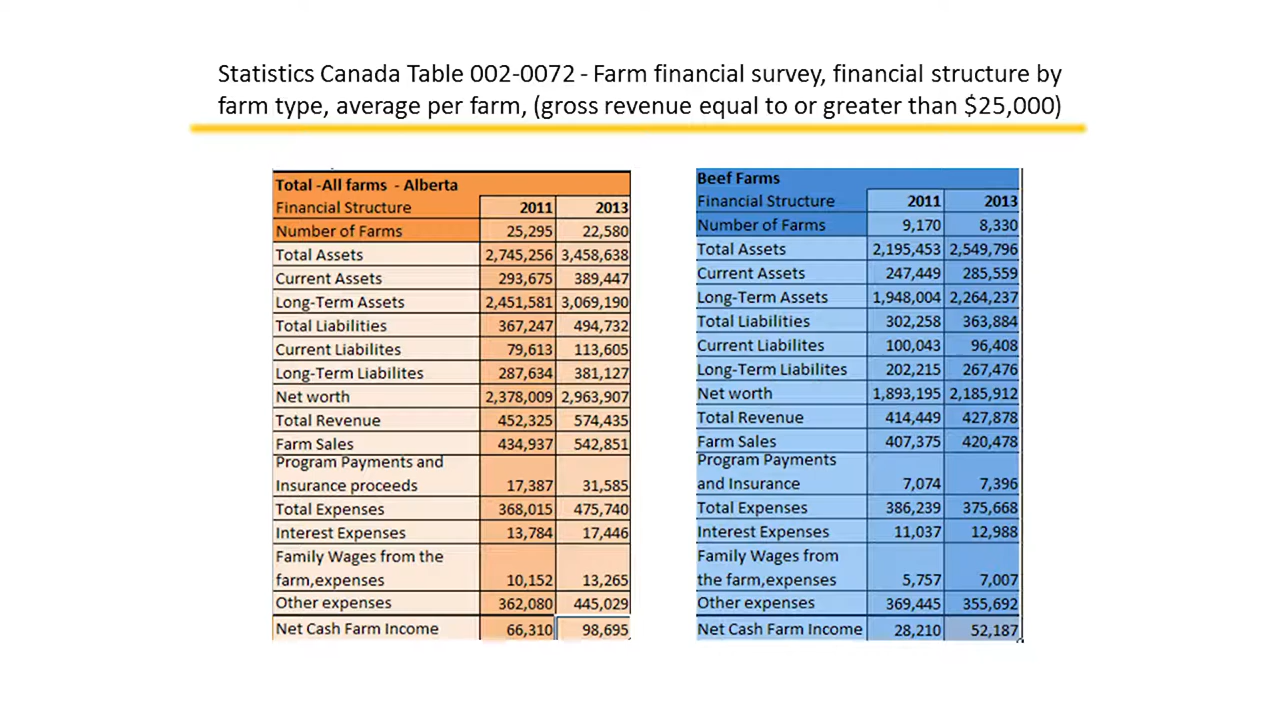 Statistics Canada Table 002-0072 - Farm financial survey, financial structure by
farm type, average per farm, (gross revenue equal to or greater than $25,000)
Total -All farms - Alberta
Financial Structure 2011 2013
Number of Farms 25,295 22,580
Total Assets 2,745,256 3,458,638
Current Assets 293,675 389,447
Long-Term Assets 2,451,581 3,069,190
Total Liabilities 367,247 494,732
Current Liabilites 79,613 113,605
Long-Term Liabilites 287,634 381,127
Net worth 2,378,009 2,963,907
Total Revenue 452,325 574,435
Farm Sales 434,937 542,851
Program Payments and
Insurance proceeds 17,387 31,585
Total Expenses 368,015 475,740
Interest Expenses 13,784 17,446
Family Wages from the
farm,expenses 10,152 13,265
Other expenses 362,080 445,029
Net Cash Farm Income 66,310 98,695
Beef Farms
Financial Structure 2011 2013
Number of Farms 9,170 8,330
Total Assets 2,195,453 2,549,796
Current Assets 247,449 285,559
Long-Term Assets 1,948,004 2,264,237
Total Liabilities 302,258 363,884
Current Liabilites 100,043 96,408
Long-Term Liabilites 202,215 267,476
Net worth 1,893,195 2,185,912
Total Revenue 414,449 427,878
Farm Sales 407,375 420,478
Program Payments
and Insurance 7,074 7,396
Total Expenses 386,239 375,668
Interest Expenses 11,037 12,988
Family Wages from
the farm,expenses 5,757 7,007
Other expenses 369,445 355,692
Net Cash Farm Income 28,210 52,187